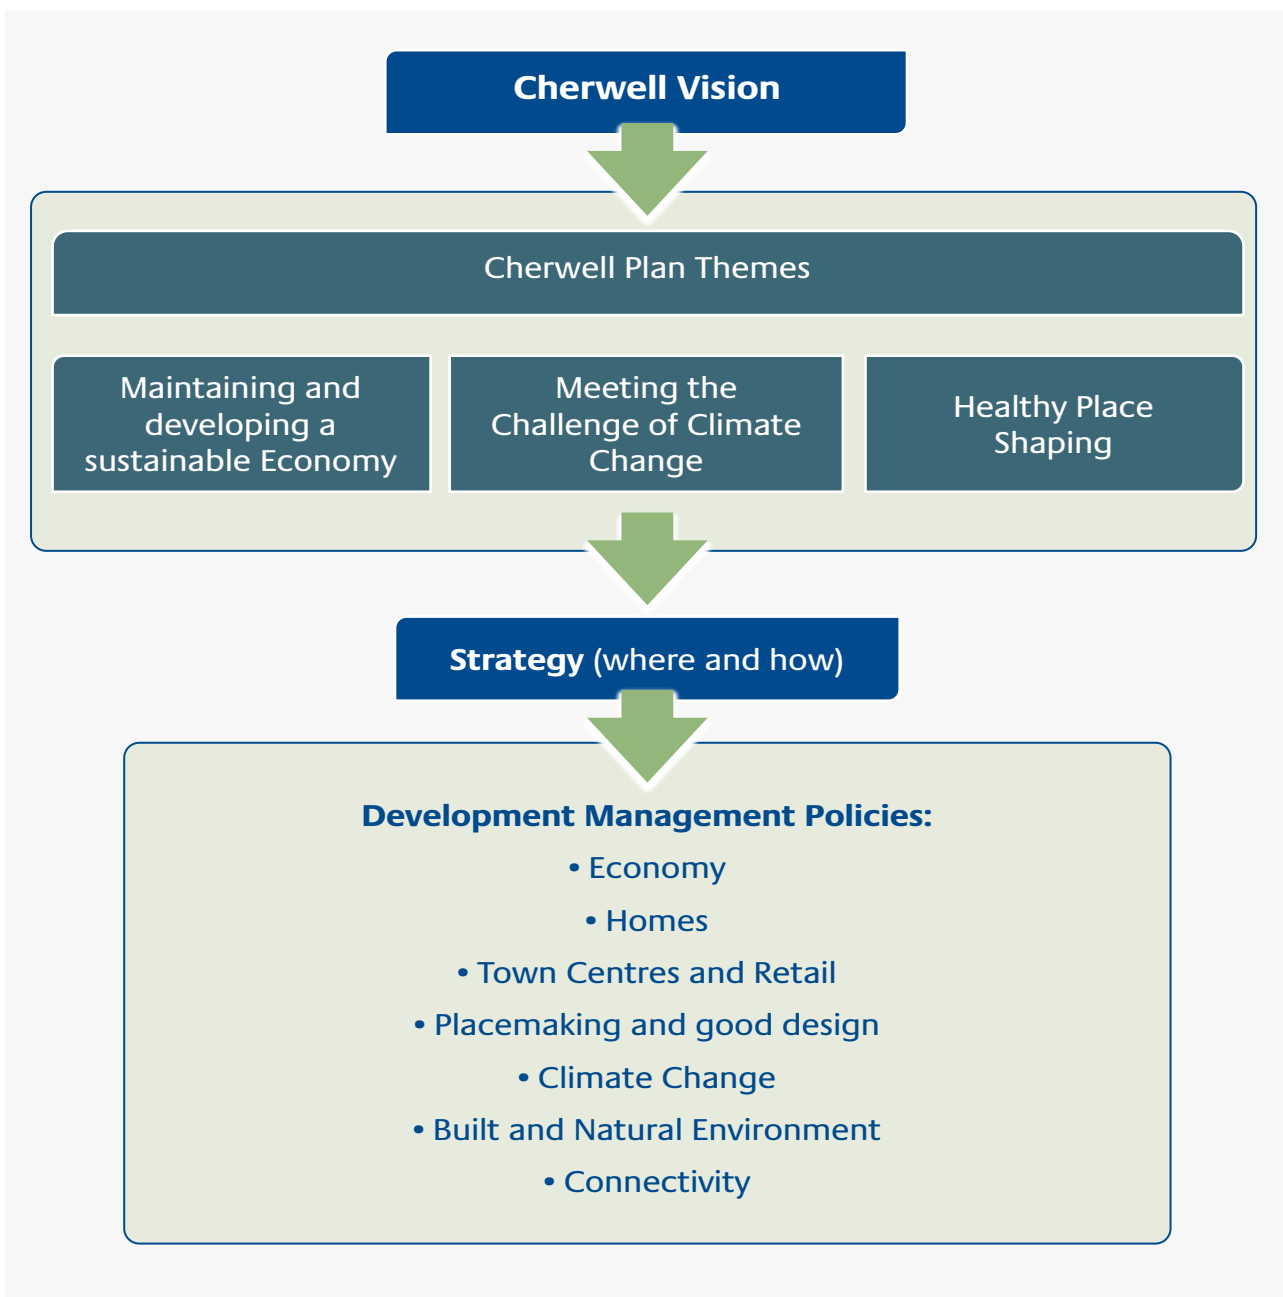 Cherwell Vision
Cherwell Plan Themes
Maintaining and
developing a
sustainable Economy
Meeting the
Challenge of Climate
Change
Healthy Place
Shaping
Strategy (where and how)
Development Management Policies:
• Economy
• Homes
• Town Centres and Retail
• Placemaking and good design
• Climate Change
• Built and Natural Environment
• Connectivity